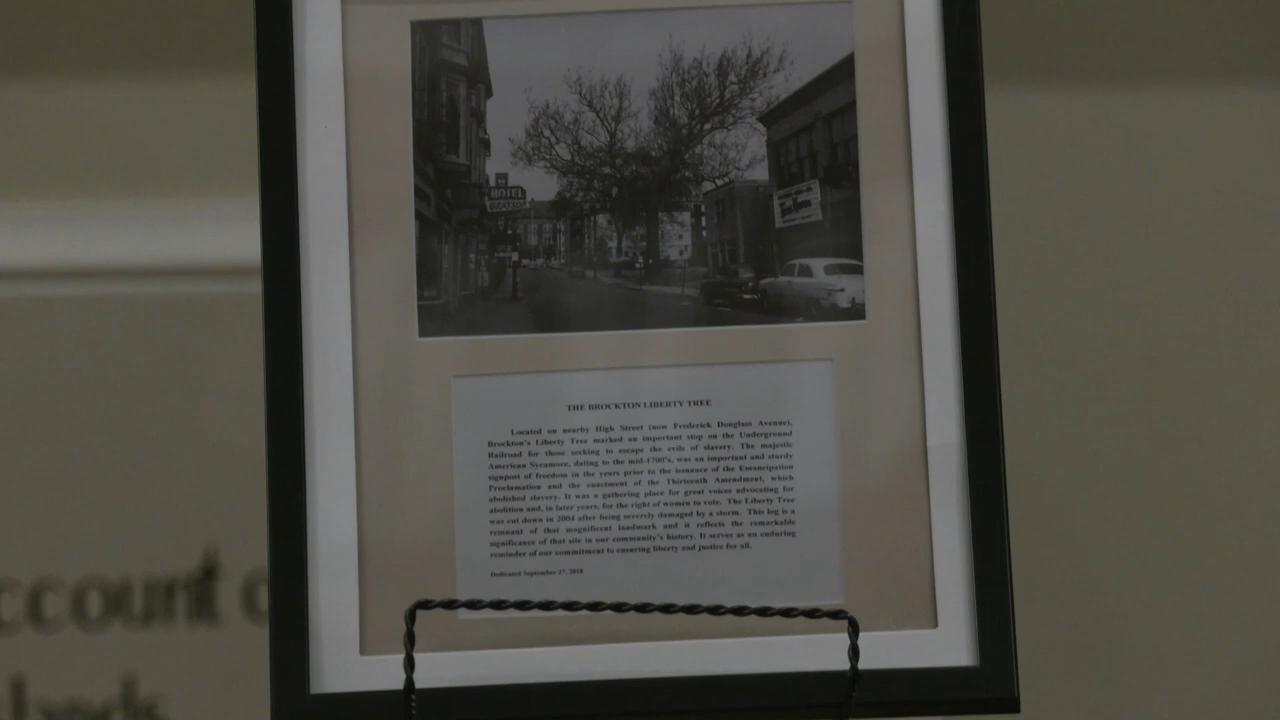 HOTEL
THE BROCKTON LIBERTY TREE
Located on nearby High Street (now Frederick Douglass Avenue),
Brockton's Liberty Tree marked an important stop on the Underground
Railroad for those seeking to escape the evils of slavery. The majestic
American Sycamore, dating to the mid-1700's, was an important and sturdy
signpost of freedom in the years prior to the issuance of the Emancipation
Proclamation and the enactment of the Thirteenth Amendment, which
abolished slavery. It was a gathering place for great voices advocating for
abolition and, in later years, for the right of women to vote. The Liberty Tree
was cut down in 2004 after being severely damaged by a storm. This log is a
remnant of that magnificent landmark and it reflects the remarkable
significance of that site in our community's history. It serves as an enduring
reminder of our commitment to ensuring liberty and justice for all.
Dedicated September 27, 2018
ccount